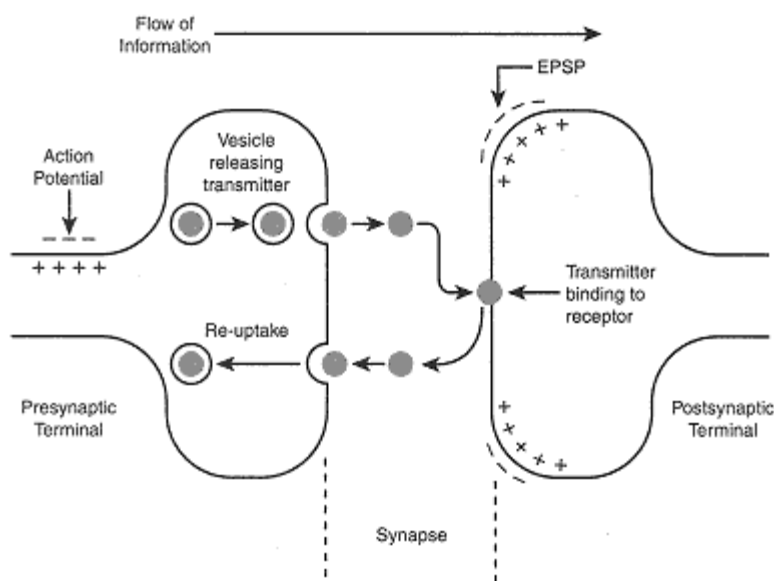 Flow of
Information
EPSP
Vesicle
releasing
transmitter
Action
Potential
Transmitter
binding to
receptor
Re-uptake
Presynaptic
Terminal
Postsynaptic
Terminal
Synapse